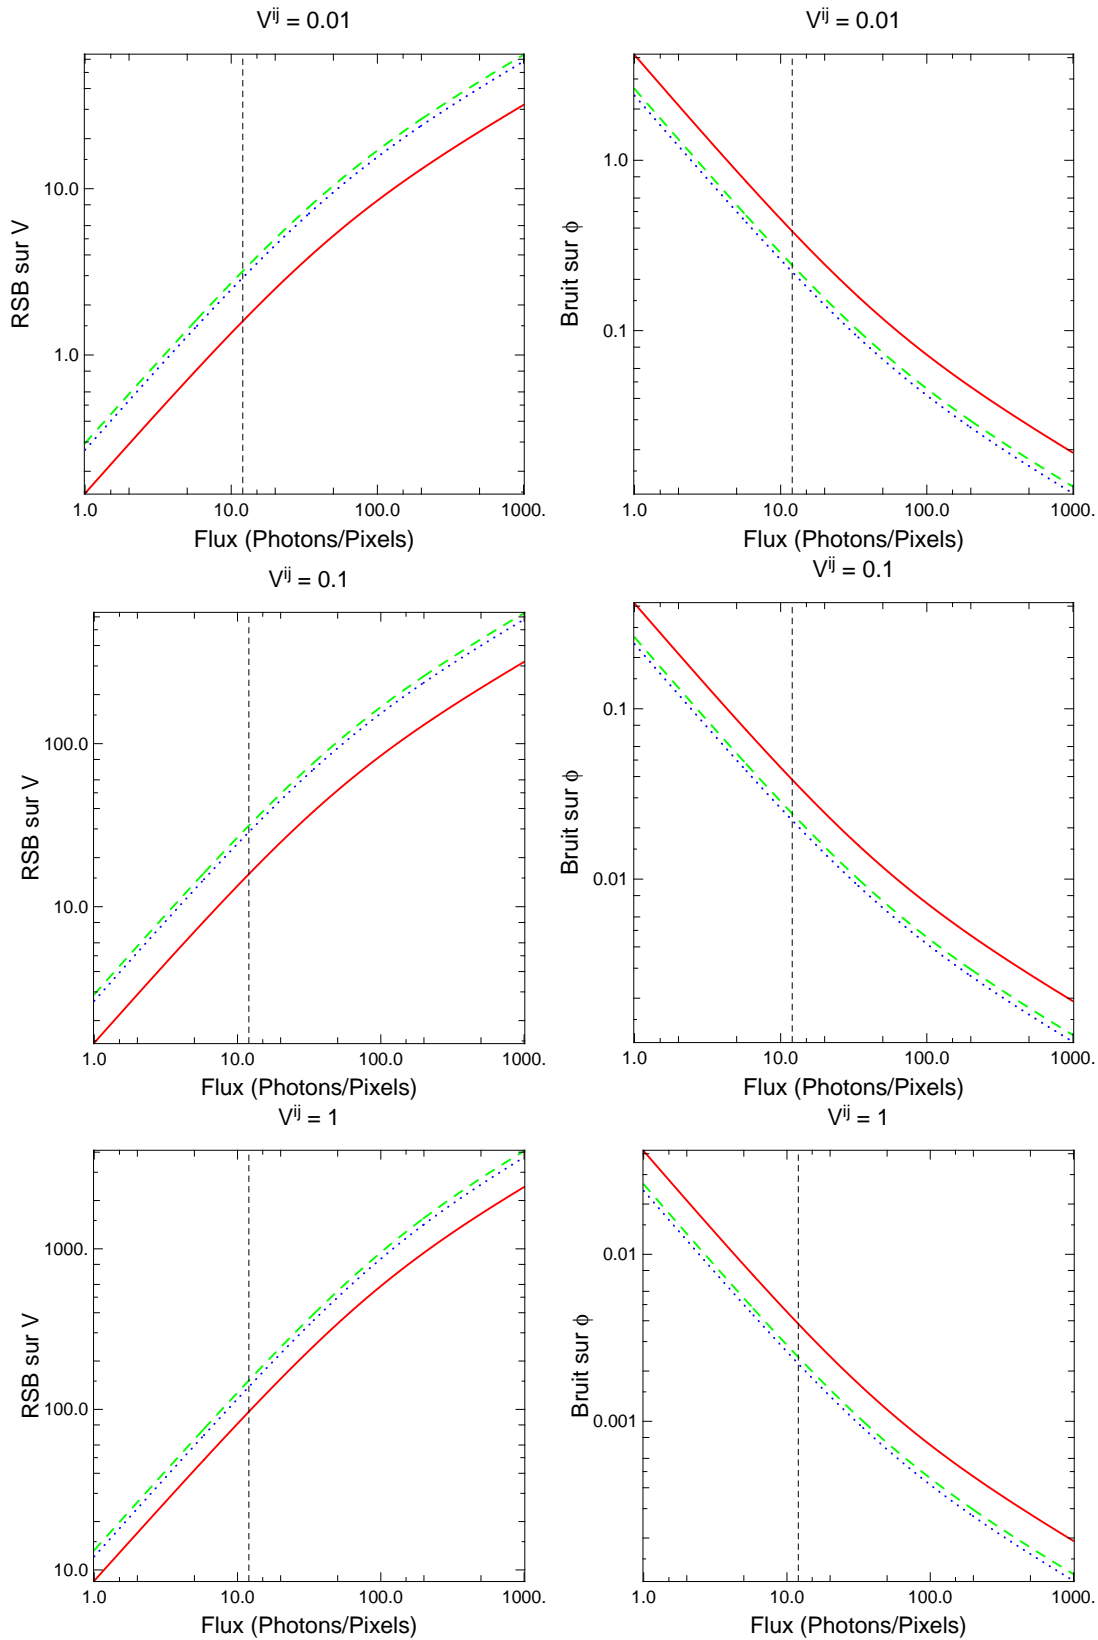 V^ij = 0.01
RSB sur V
10.0
1.0
1.0 10.0 100.0 1000.
Flux (Photons/Pixels)
V^ij = 0.01
Bruit sur ϕ
1.0
0.1
1.0 10.0 100.0 1000.
Flux (Photons/Pixels)
V^ij = 0.1
RSB sur V
100.0
10.0
1.0 10.0 100.0 1000.
Flux (Photons/Pixels)
V^ij = 0.1
Bruit sur ϕ
0.1
0.01
1.0 10.0 100.0 1000.
Flux (Photons/Pixels)
V^ij = 1
RSB sur V
1000.
100.0
10.0
1.0 10.0 100.0 1000.
Flux (Photons/Pixels)
V^ij = 1
Bruit sur ϕ
0.01
0.001
1.0 10.0 100.0 1000.
Flux (Photons/Pixels)